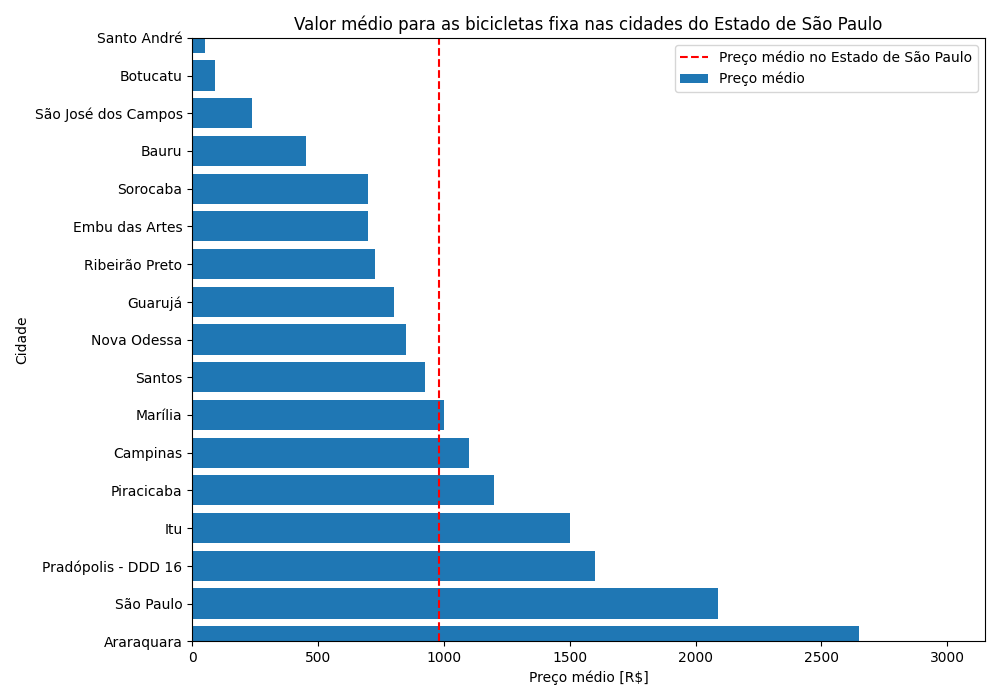 Valor médio para as bicicletas fixa nas cidades do Estado de São Paulo
Preço médio no Estado de São Paulo
Preço médio
Cidade
Santo André
Botucatu
São José dos Campos
Bauru
Sorocaba
Embu das Artes
Ribeirão Preto
Guarujá
Nova Odessa
Santos
Marília
Campinas
Piracicaba
Itu
Pradópolis - DDD 16
São Paulo
Araraquara
0 500 1000 1500 2000 2500 3000
Preço médio [R$]